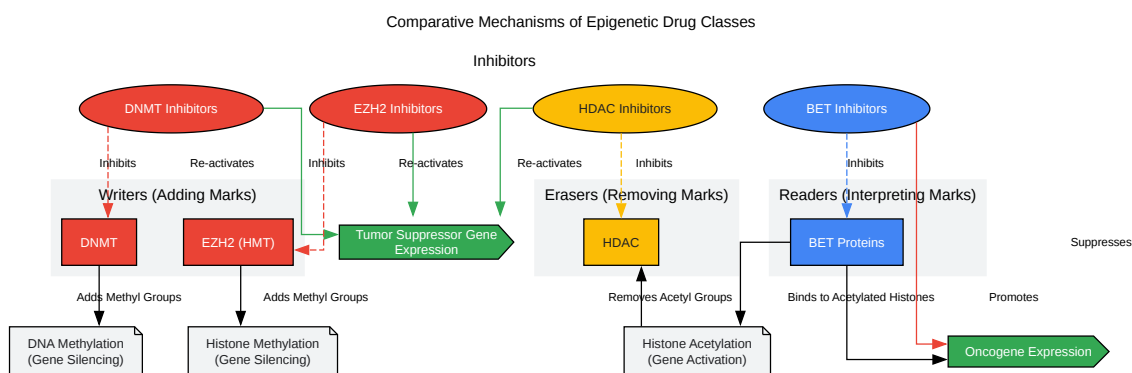 Comparative Mechanisms of Epigenetic Drug Classes
Inhibitors
DNMT Inhibitors
EZH2 Inhibitors
HDAC Inhibitors
BET Inhibitors
Inhibits
Re-activates
Inhibits
Re-activates
Re-activates
Inhibits
Inhibits
Writers (Adding Marks)
Erasers (Removing Marks)
Readers (Interpreting Marks)
DNMT
EZH2 (HMT)
Tumor Suppressor Gene
Expression
HDAC
BET Proteins
Suppresses
Adds Methyl Groups
Adds Methyl Groups
Removes Acetyl Groups
Binds to Acetylated Histones
Promotes
DNA Methylation
(Gene Silencing)
Histone Methylation
(Gene Silencing)
Histone Acetylation
(Gene Activation)
Oncogene Expression